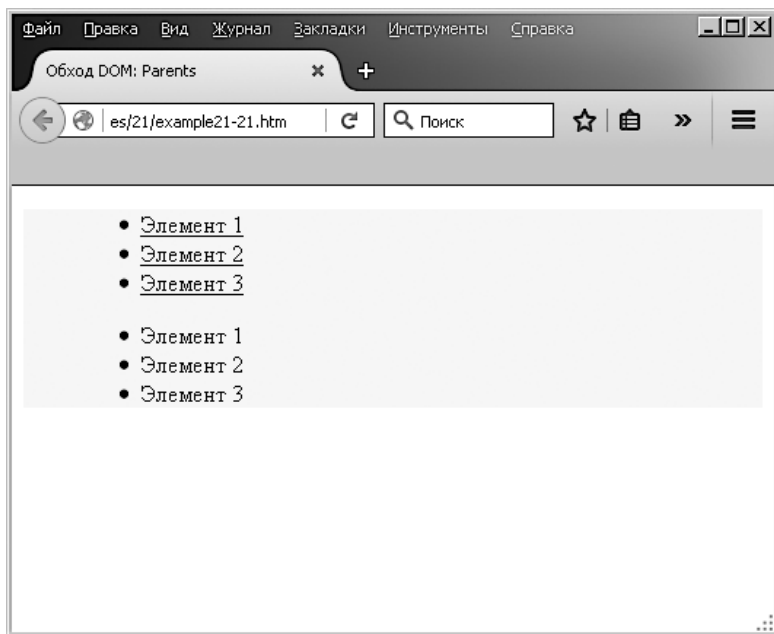 Файл Правка Вид Журнал Закладки Инструменты Справка
Обход DOM: Parents
es/21/example21-21.htm Поиск
Элемент 1
Элемент 2
Элемент 3
Элемент 1
Элемент 2
Элемент 3